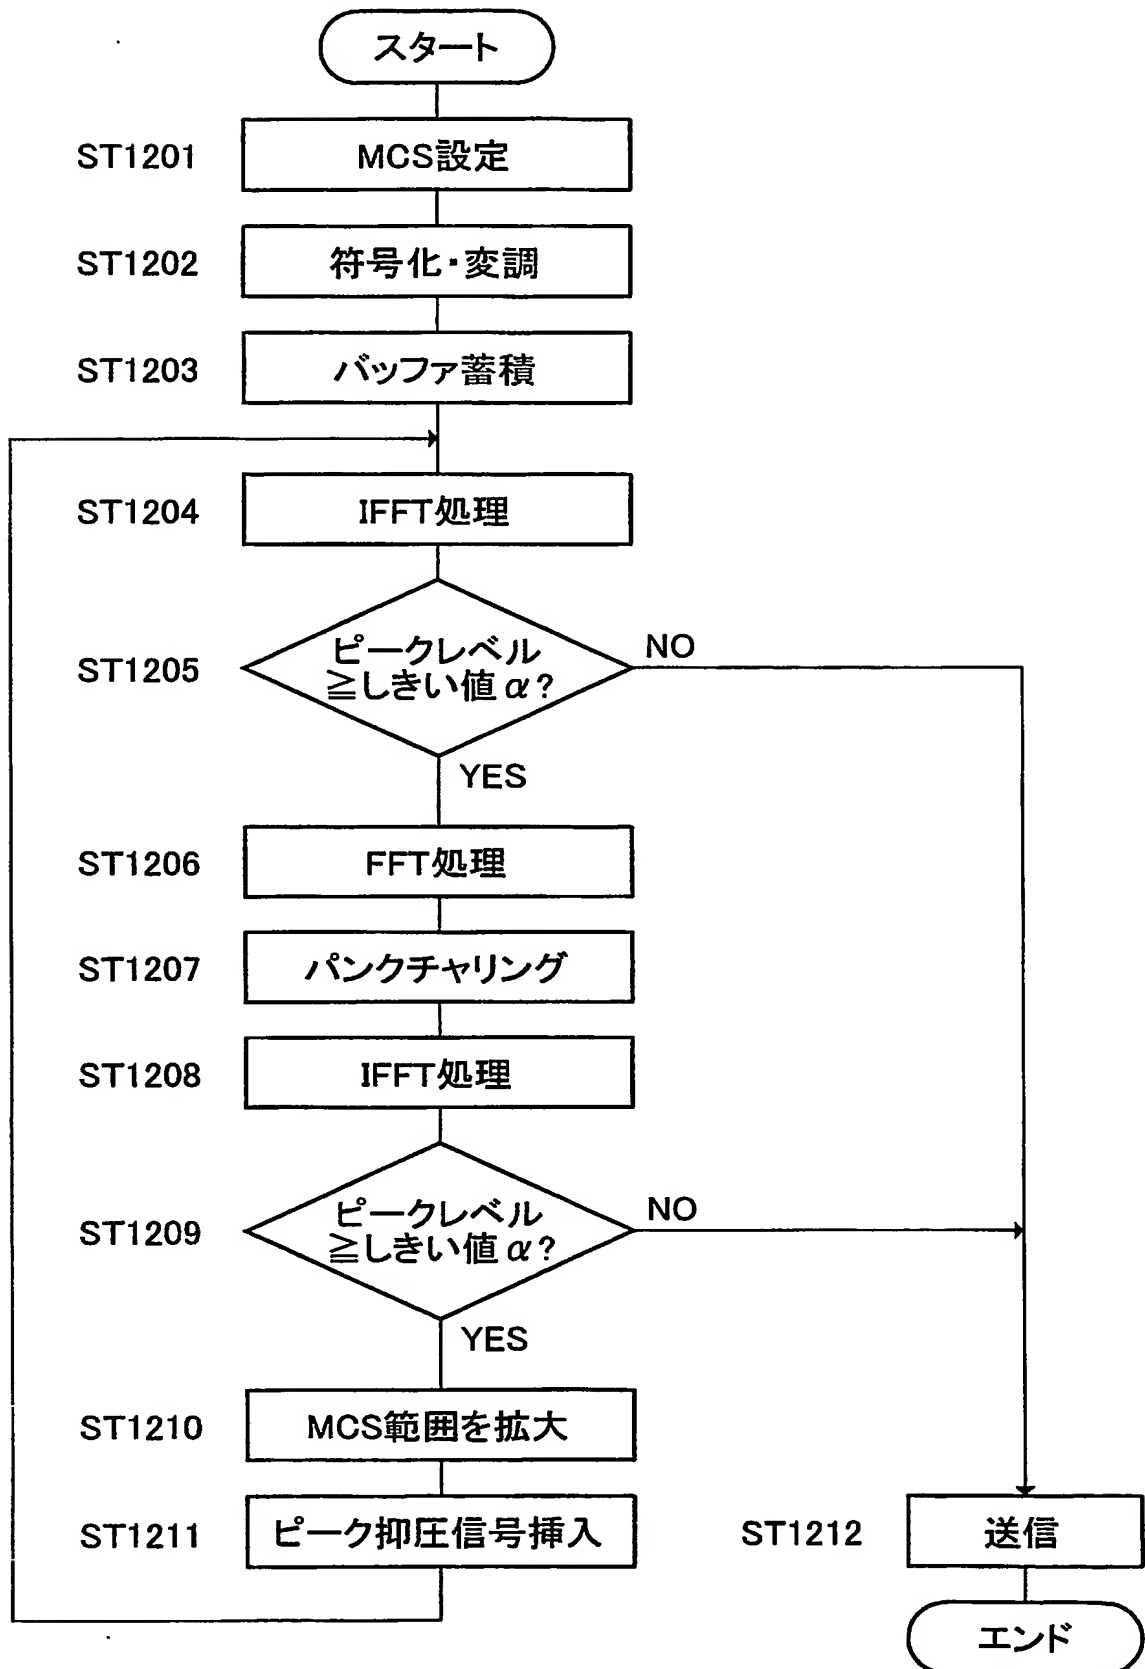 スタート
ST1201
MCS設定
ST1202
符号化・変調
ST1203
バッファ蓄積
ST1204
IFFT処理
ST1205
ピークレベル
≧しきい値α?
NO
YES
ST1206
FFT処理
ST1207
パンクチャリング
ST1208
IFFT処理
ST1209
ピークレベル
≧しきい値α?
NO
YES
ST1210
MCS範囲を拡大
ST1211
ピーク抑圧信号挿入
ST1212
送信
エンド